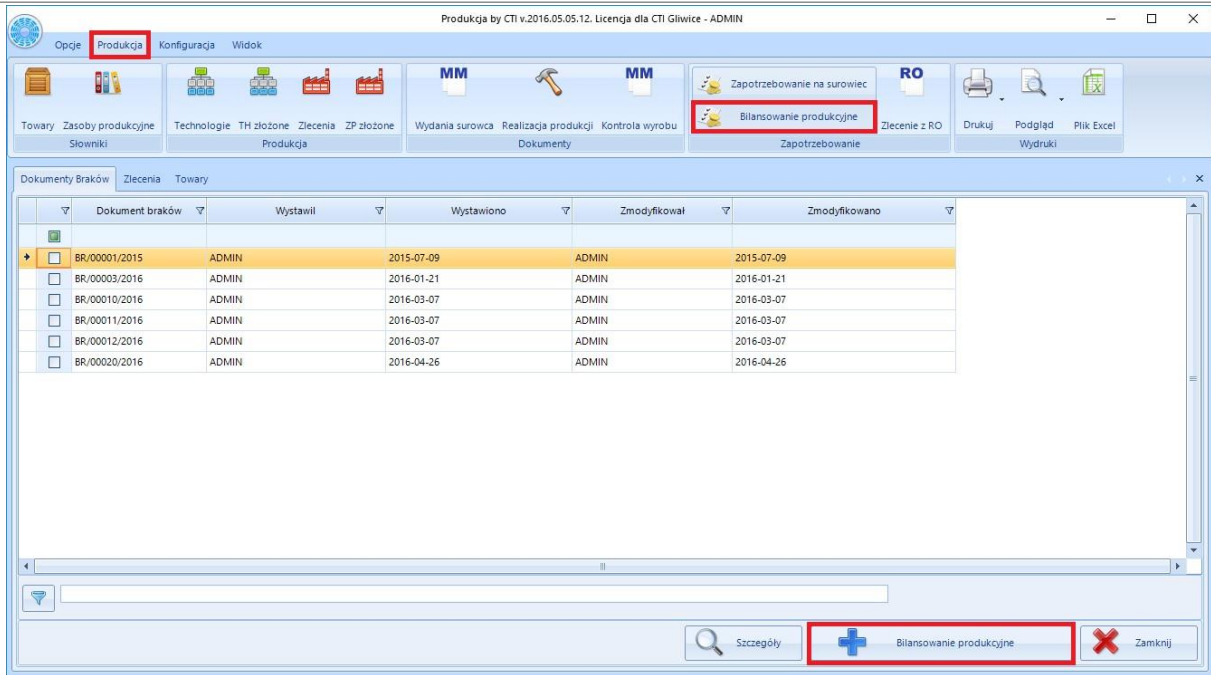 Produkcja by CTI v.2016.05.05.12. Licencja dla CTI Gliwice - ADMIN
Opcje Produkcja Konfiguracja Widok
MM MM Zapotrzebowanie na surowiec RO
Bilansowanie produkcyjne
Towary Zasoby produkcyjne Technologie TH złożone Zlecenia ZP złożone Wydania surowca Realizacja produkcji Kontrola wyrobu Zlecenie z RO Drukuj Podgląd Plik Excel
Słowniki Produkcja Dokumenty Zapotrzebowanie Wydruki
Dokumenty Braków Zlecenia Towary
Dokument braków Wystawił Wystawiono Zmodyfikował Zmodyfikowano
BR/00001/2015 ADMIN 2015-07-09 ADMIN 2015-07-09
BR/00003/2016 ADMIN 2016-01-21 ADMIN 2016-01-21
BR/00010/2016 ADMIN 2016-03-07 ADMIN 2016-03-07
BR/00011/2016 ADMIN 2016-03-07 ADMIN 2016-03-07
BR/00012/2016 ADMIN 2016-03-07 ADMIN 2016-03-07
BR/00020/2016 ADMIN 2016-04-26 ADMIN 2016-04-26
Szczegóły Bilansowanie produkcyjne Zamknij